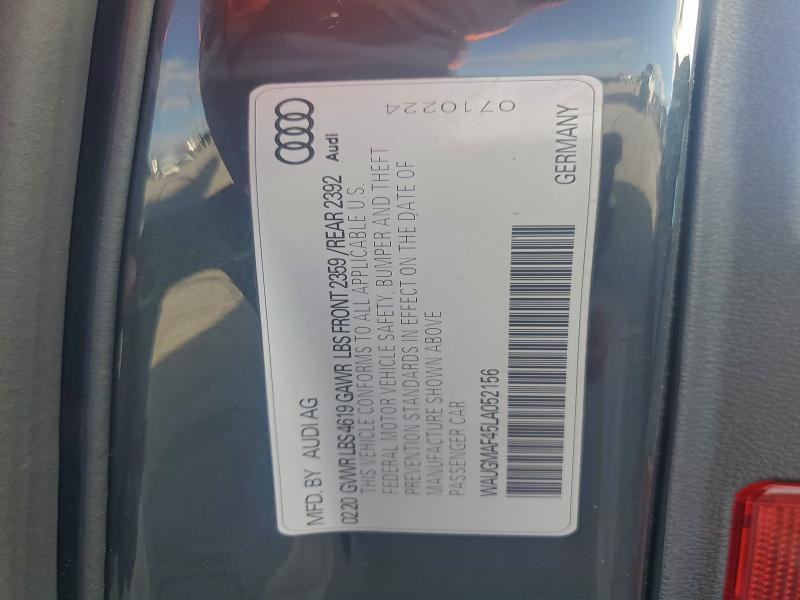 MFD. BY AUDI AG
0220 GVWR LBS 4619 GAWR LBS FRONT 2359 / REAR 2392
Audi
THIS VEHICLE CONFORMS TO ALL APPLICABLE U.S.
FEDERAL MOTOR VEHICLE SAFETY, BUMPER AND THEFT
PREVENTION STANDARDS IN EFFECT ON THE DATE OF
MANUFACTURE SHOWN ABOVE
PASSENGER CAR
WAUGMAF45LA052156
0710224
GERMANY